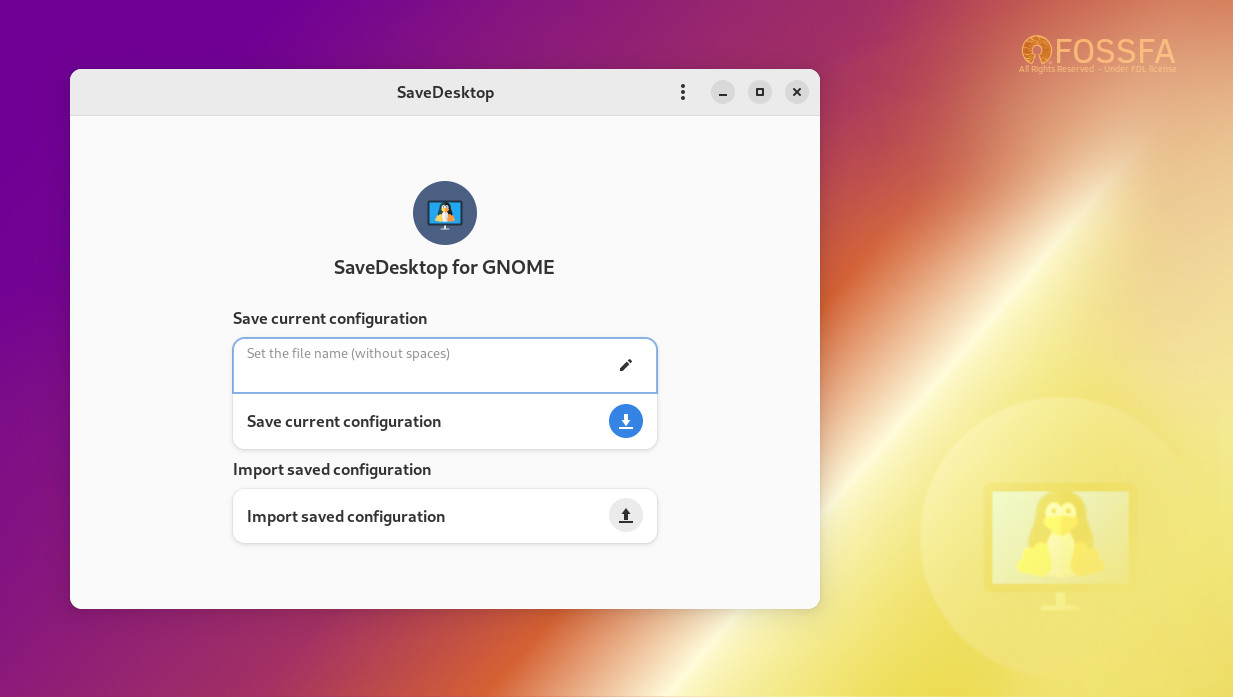 FOSSFA
All Rights Reserved - Under FDL license
SaveDesktop
SaveDesktop for GNOME
Save current configuration
Set the file name (without spaces)
Save current configuration
Import saved configuration
Import saved configuration